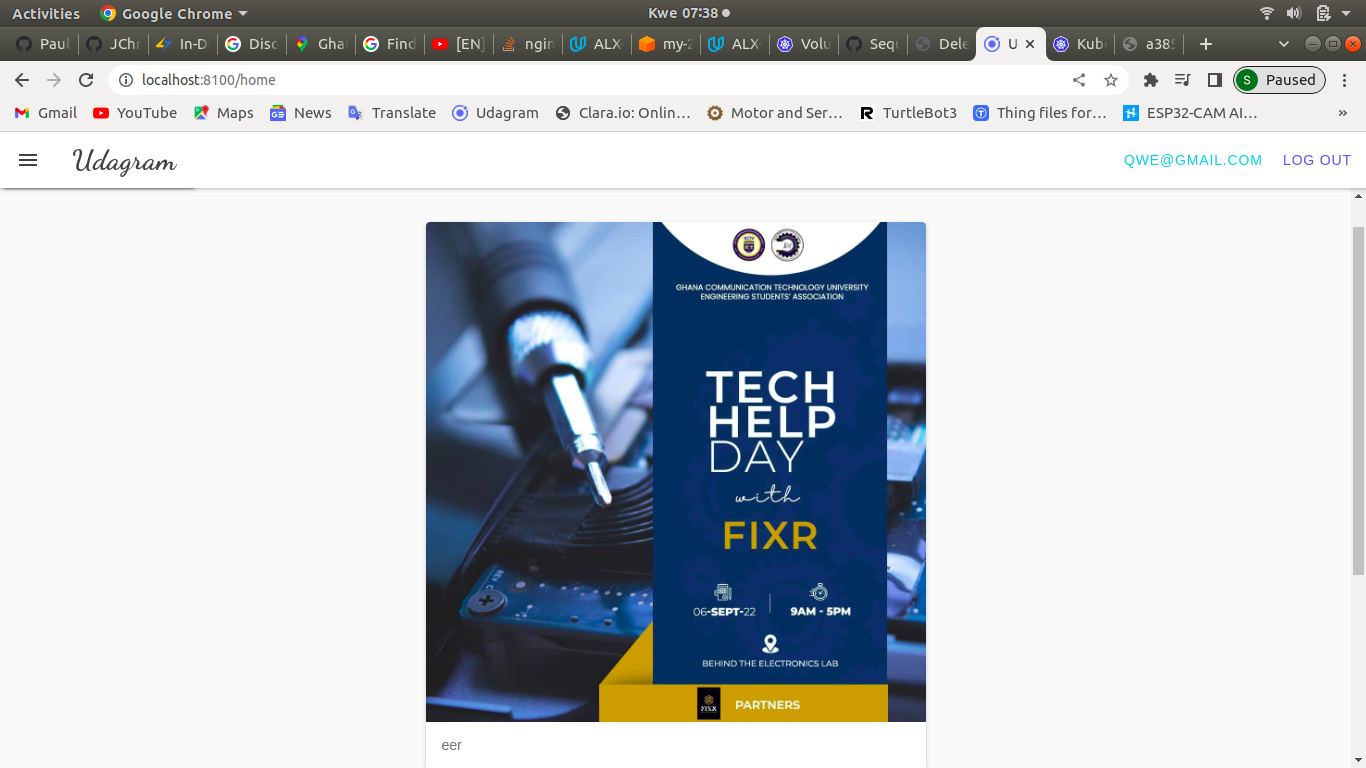 Activities
Google Chrome
Kwe 07:38
Paul
JChr
In-D
Disc
Ghar
Find
[EN]
ngin
ALX
my-2
ALX
Volu
Sequ
Dele
U
Kub
a385
localhost:8100/home
S
Paused
Gmail
YouTube
Maps
News
Translate
Udagram
Clara.io: Onlin…
Motor and Ser…
TurtleBot3
Thing files for…
ESP32-CAM AI…
»
Udagram
QWE@GMAIL.COM
LOG OUT
GHANA COMMUNICATION TECHNOLOGY UNIVERSITY
ENGINEERING STUDENTS' ASSOCIATION
TECH
HELP
DAY
with
FIXR
06-SEPT-22
9AM - 5PM
BEHIND THE ELECTRONICS LAB
FIXR
PARTNERS
eer